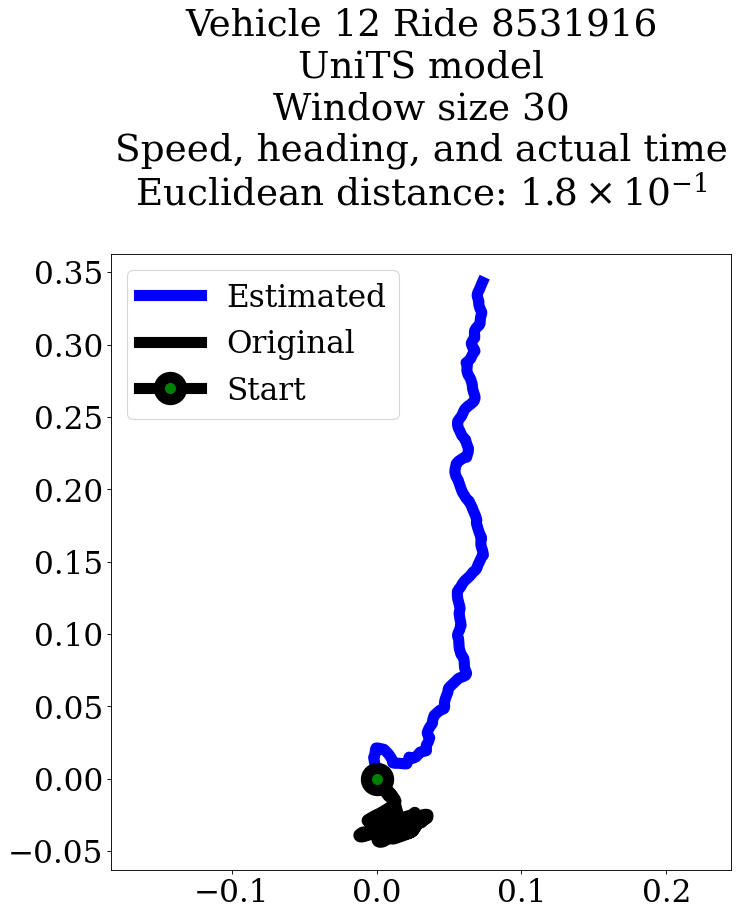 Vehicle 12 Ride 8531916
UniTS model
Window size 30
Speed, heading, and actual time
Euclidean distance: 1.8 × 10⁻¹
Estimated
Original
Start
0.35
0.30
0.25
0.20
0.15
0.10
0.05
0.00
−0.05
−0.1 0.0 0.1 0.2